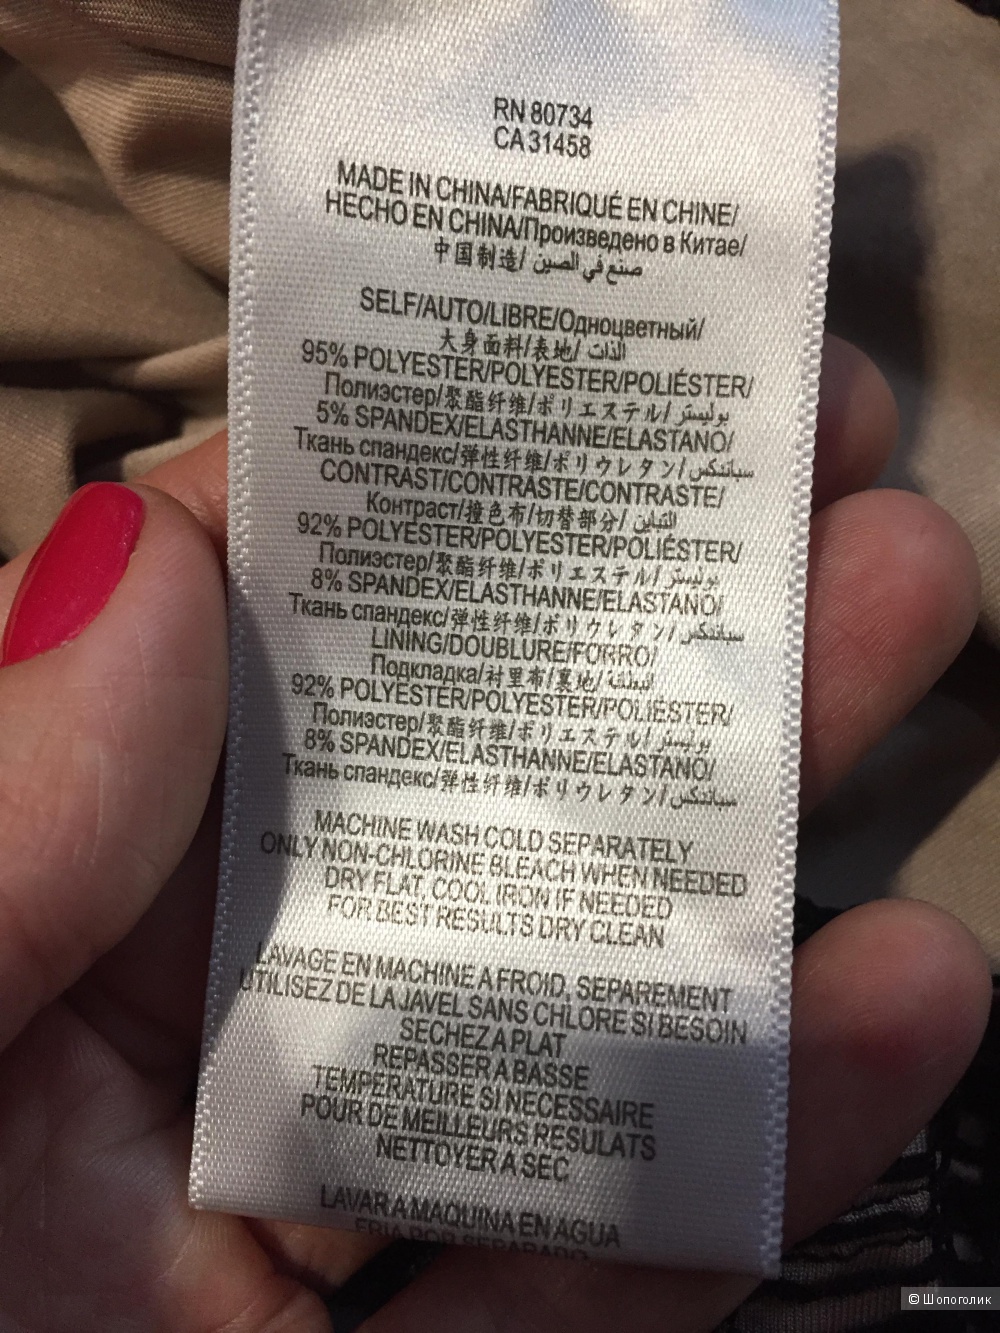 RN 80734
CA 31458
MADE IN CHINA/FABRIQUÉ EN CHINE/
HECHO EN CHINA/Произведено в Китае/
中国制造/ صنع في الصين
SELF/AUTO/LIBRE/Одноцветный/
大身面料/表地/ الذات
95% POLYESTER/POLYESTER/POLIÉSTER/
Полиэстер/聚酯纤维/ポリエステル/ بوليستر
5% SPANDEX/ELASTHANNE/ELASTANO/
Ткань спандекс/弹性纤维/ポリウレタン/ سباندكس
CONTRAST/CONTRASTE/CONTRASTE/
Контраст/撞色布/切替部分/ التباين
92% POLYESTER/POLYESTER/POLIÉSTER/
Полиэстер/聚酯纤维/ポリエステル/ بوليستر
8% SPANDEX/ELASTHANNE/ELASTANO/
Ткань спандекс/弹性纤维/ポリウレタン/ سباندكس
LINING/DOUBLURE/FORRO/
Подкладка/衬里布/裏地/ البطانة
92% POLYESTER/POLYESTER/POLIÉSTER/
Полиэстер/聚酯纤维/ポリエステル/ بوليستر
8% SPANDEX/ELASTHANNE/ELASTANO/
Ткань спандекс/弹性纤维/ポリウレタン/ سباندكس
MACHINE WASH COLD SEPARATELY
ONLY NON-CHLORINE BLEACH WHEN NEEDED
DRY FLAT, COOL IRON IF NEEDED
FOR BEST RESULTS DRY CLEAN
LAVAGE EN MACHINE A FROID, SEPAREMENT
UTILISEZ DE LA JAVEL SANS CHLORE SI BESOIN
SECHEZ A PLAT
REPASSER A BASSE
TEMPERATURE SI NECESSAIRE
POUR DE MEILLEURS RESULATS
NETTOYER A SEC
LAVAR A MAQUINA EN AGUA
FRIA POR SEPARADO
© Шопоголик